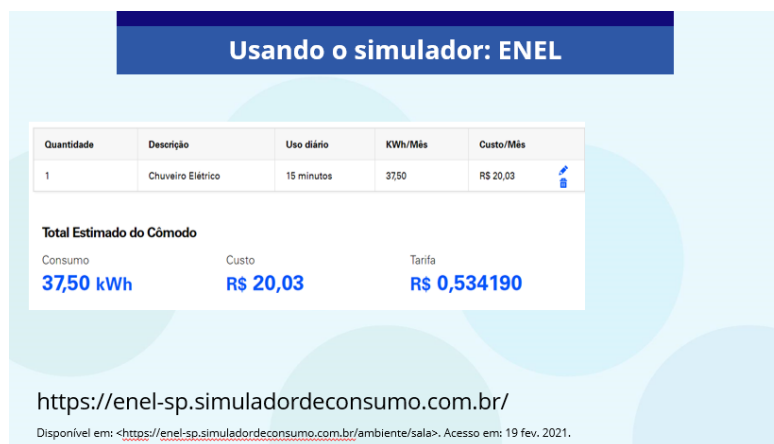 Usando o simulador: ENEL
Quantidade Descrição Uso diário KWh/Mês Custo/Mês
1 Chuveiro Elétrico 15 minutos 37,50 R$ 20,03
Total Estimado do Cômodo
Consumo Custo Tarifa
37,50 kWh R$ 20,03 R$ 0,534190
https://enel-sp.simuladordeconsumo.com.br/
Disponível em: <https://enel-sp.simuladordeconsumo.com.br/ambiente/sala>. Acesso em: 19 fev. 2021.